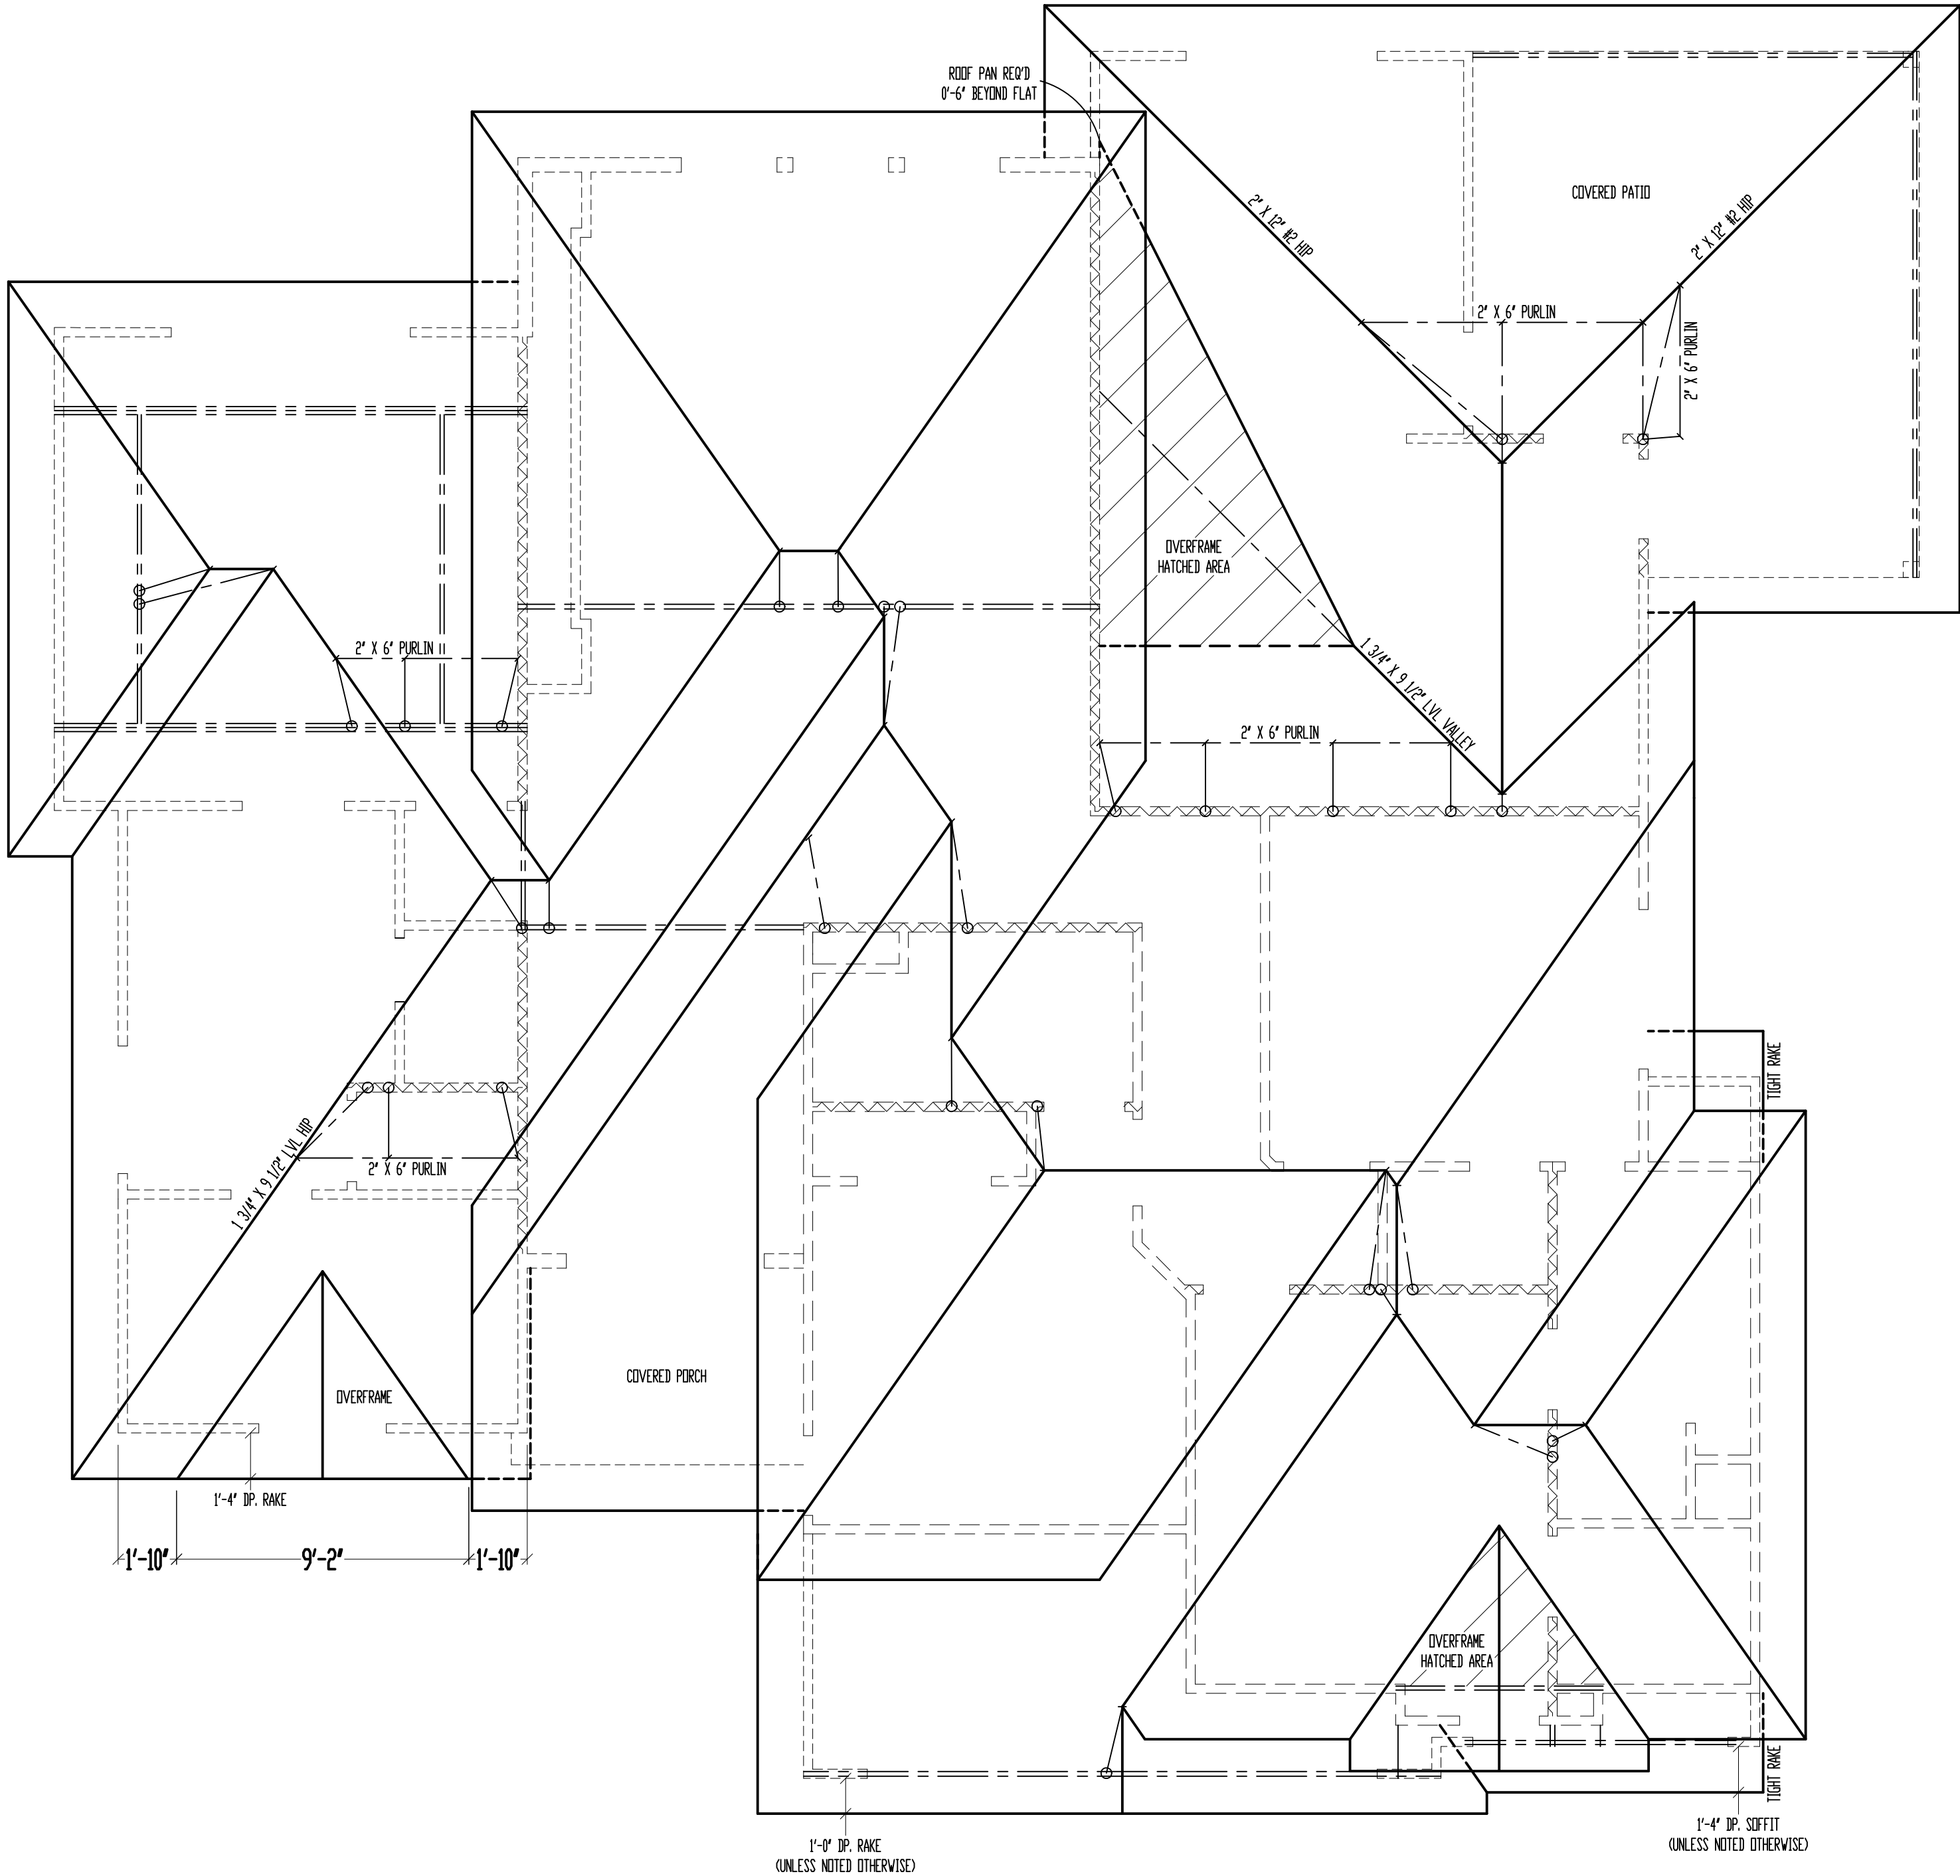 ROOF PAN REQ'D
0'-6" BEYOND FLAT
COVERED PATIO
2" X 12" #2 HIP
2" X 12" #2 HIP
2" X 6" PURLIN
2" X 6" PURLIN
OVERFRAME
HATCHED AREA
2" X 6" PURLIN
1 3/4" X 9 1/2" LVL VALLEY
2" X 6" PURLIN
TIGHT RAKE
1 3/4" X 9 1/2" LVL HIP
2" X 6" PURLIN
OVERFRAME
COVERED PORCH
1'-4" DP. RAKE
1'-10"
9'-2"
1'-10"
OVERFRAME
HATCHED AREA
TIGHT RAKE
1'-0" DP. RAKE
(UNLESS NOTED OTHERWISE)
1'-4" DP. SOFFIT
(UNLESS NOTED OTHERWISE)